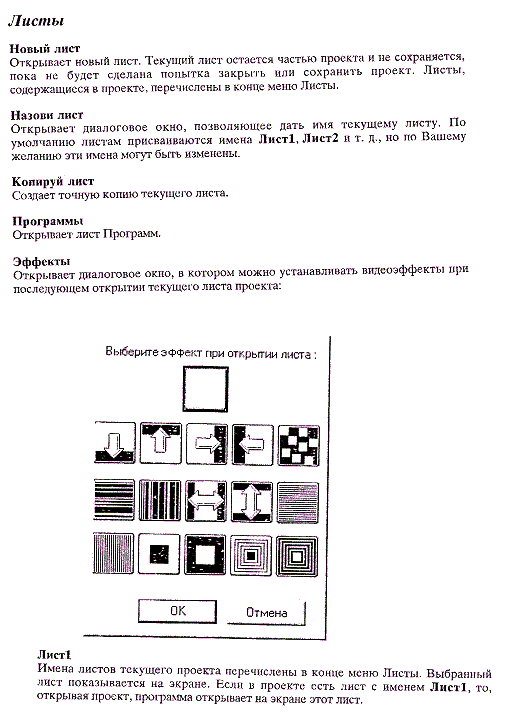 Листы
Новый лист
Открывает новый лист. Текущий лист остается частью проекта и не сохраняется,
пока не будет сделана попытка закрыть или сохранить проект. Листы,
содержащиеся в проекте, перечислены в конце меню Листы.
Назови лист
Открывает диалоговое окно, позволяющее дать имя текущему листу. По
умолчанию листам присваиваются имена Лист1, Лист2 и т. д., но по Вашему
желанию эти имена могут быть изменены.
Копируй лист
Создает точную копию текущего листа.
Программы
Открывает лист Программ.
Эффекты
Открывает диалоговое окно, в котором можно устанавливать видеоэффекты при
последующем открытии текущего листа проекта:
Выберите эффект при открытии листа :
OK Отмена
Лист1
Имена листов текущего проекта перечислены в конце меню Листы. Выбранный
лист показывается на экране. Если в проекте есть лист с именем Лист1, то,
открывая проект, программа открывает на экране этот лист.